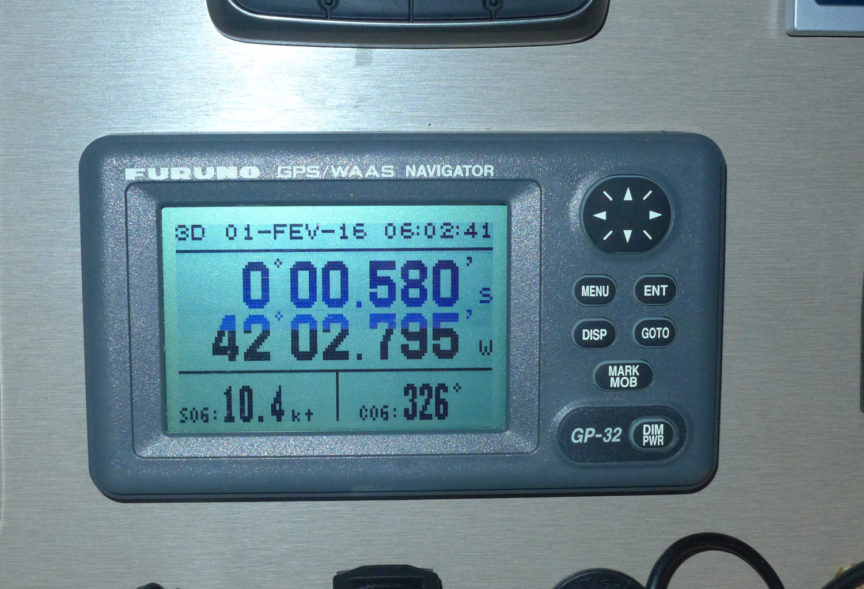 FURUNO GPS/WAAS NAVIGATOR
3D 01-FEV-16 06:02:41
0°00.580' S
42°02.795' W
SOG: 10.4 kt COG: 326°
MENU ENT
DISP GOTO
MARK
MOB
GP-32 DIM
PWR